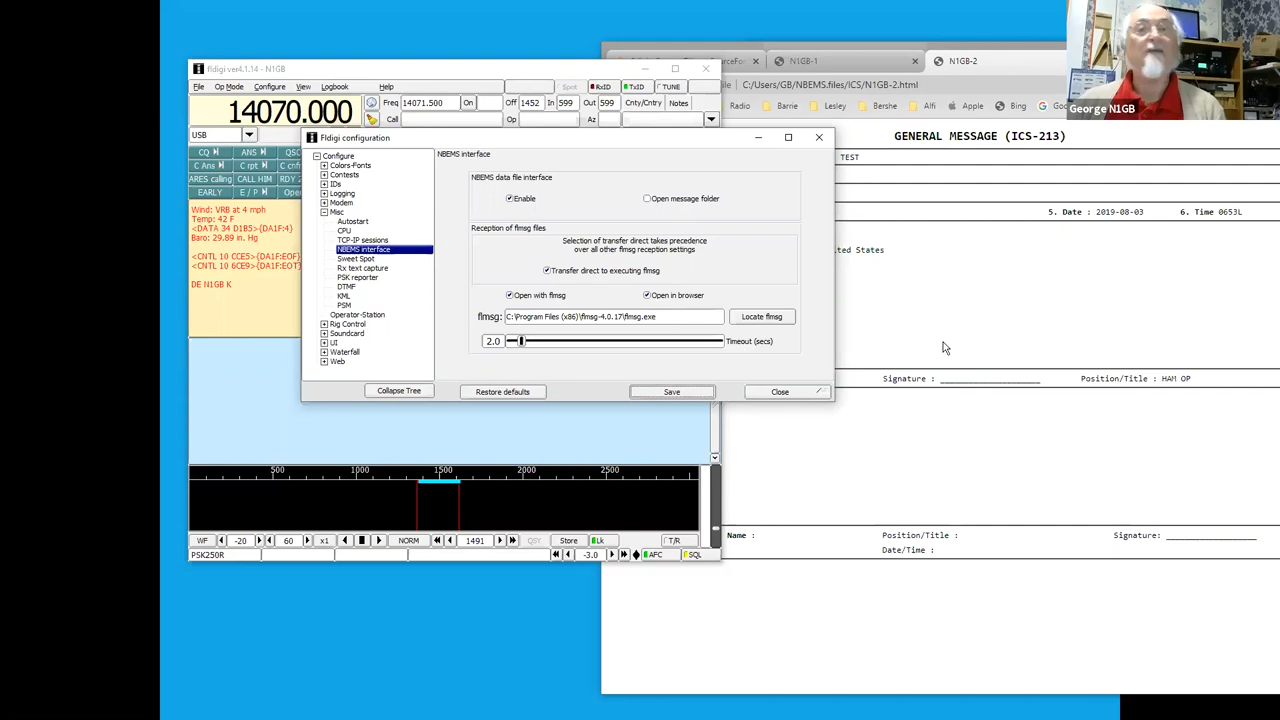 fldigi ver4.1.14 - N1GB
File Op Mode Configure View Logbook Help Spot RxID TxID TUNE
14070.000
Freq 14071.500 On Off 1452 In 599 Out 599 Cnty/Cntry Notes
Call Op Az
USB
CQ ANS QSO
C Ans C rpt C cnf
ARES calling CALL HIM RDY 2
EARLY E / P Oper
Wind: VRB at 4 mph
Temp: 42 F
<DATA 34 D1B5>{DA1F:4}
Baro: 29.89 in. Hg
<CNTL 10 CCE5>{DA1F:EOF}
<CNTL 10 6CE9>{DA1F:EOT}
DE N1GB K
500 1000 1500 2000 2500
WF -20 60 x1 NORM 1491 QSY Store Lk T/R
PSK250R -3.0 AFC SQL
Fldigi configuration
Configure
Colors-Fonts
Contests
IDs
Logging
Modem
Misc
Autostart
CPU
TCP-IP sessions
NBEMS interface
Sweet Spot
Rx text capture
PSK reporter
DTMF
KML
PSM
Operator-Station
Rig Control
Soundcard
UI
Waterfall
Web
Collapse Tree Restore defaults Save Close
NBEMS interface
NBEMS data file interface
Enable Open message folder
Reception of flmsg files
Selection of transfer direct takes precedence
over all other flmsg reception settings
Transfer direct to executing flmsg
Open with flmsg Open in browser
flmsg: C:\Program Files (x86)\flmsg-4.0.17\flmsg.exe Locate flmsg
2.0 Timeout (secs)
N1GB-1 N1GB-2
C:/Users/GB/NBEMS.files/ICS/N1GB-2.html
Radio Barrie Lesley Bershe Alfi Apple Bing
George N1GB
GENERAL MESSAGE (ICS-213)
TEST
5. Date : 2019-08-03 6. Time 0653L
ted States
Signature : Position/Title : HAM OP
Name : Position/Title : Signature:
Date/Time :